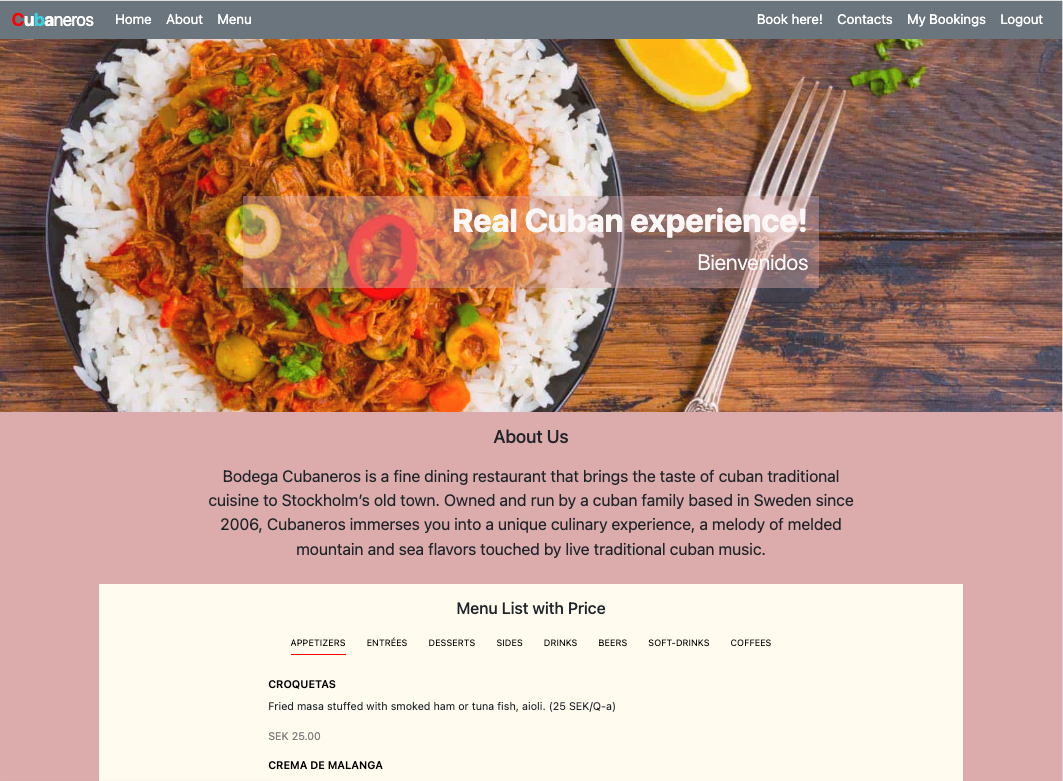 Cubaneros Home About Menu Book here! Contacts My Bookings Logout
Real Cuban experience!
Bienvenidos
About Us
Bodega Cubaneros is a fine dining restaurant that brings the taste of cuban traditional
cuisine to Stockholm’s old town. Owned and run by a cuban family based in Sweden since
2006, Cubaneros immerses you into a unique culinary experience, a melody of melded
mountain and sea flavors touched by live traditional cuban music.
Menu List with Price
APPETIZERS ENTRÉES DESSERTS SIDES DRINKS BEERS SOFT-DRINKS COFFEES
CROQUETAS
Fried masa stuffed with smoked ham or tuna fish, aioli. (25 SEK/Q-a)
SEK 25.00
CREMA DE MALANGA